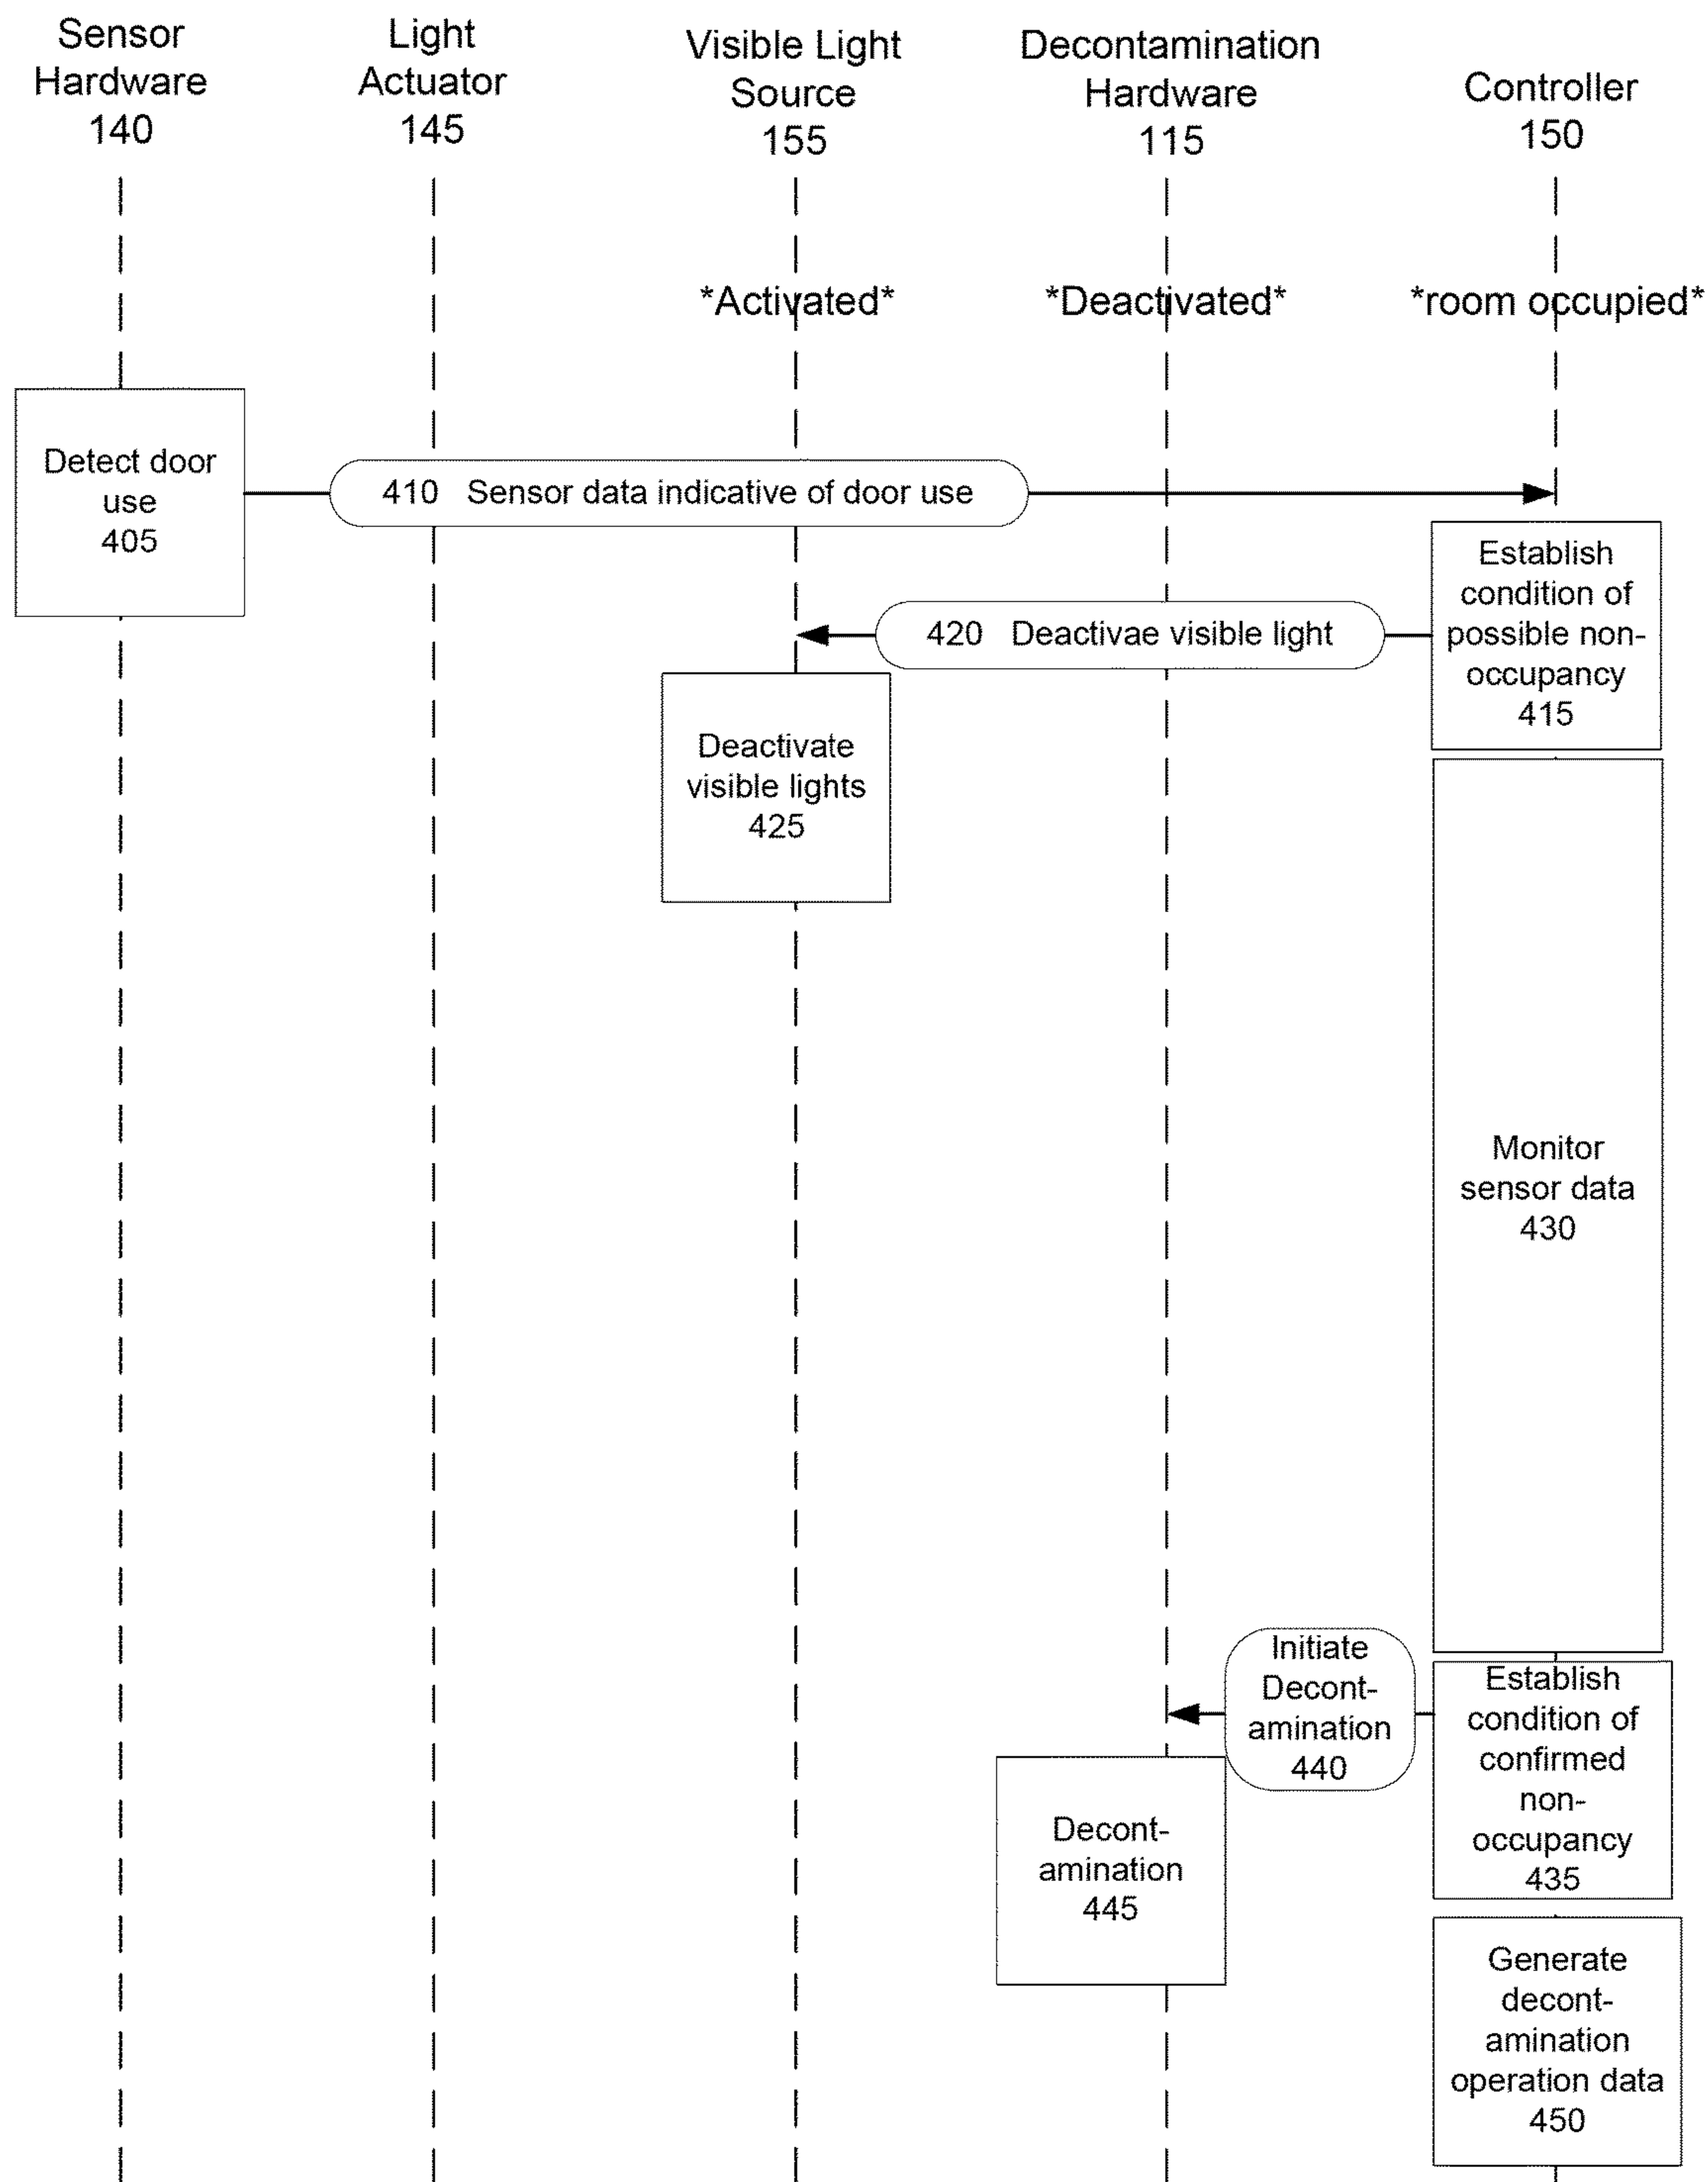 Sensor
Hardware
140
Light
Actuator
145
Visible Light
Source
155
Decontamination
Hardware
115
Controller
150
*Activated*
*Deactivated*
*room occupied*
Detect door
use
405
410 Sensor data indicative of door use
Establish
condition of
possible non-
occupancy
415
420 Deactivae visible light
Deactivate
visible lights
425
Monitor
sensor data
430
Initiate
Decont-
amination
440
Establish
condition of
confirmed
non-
occupancy
435
Decont-
amination
445
Generate
decont-
amination
operation data
450